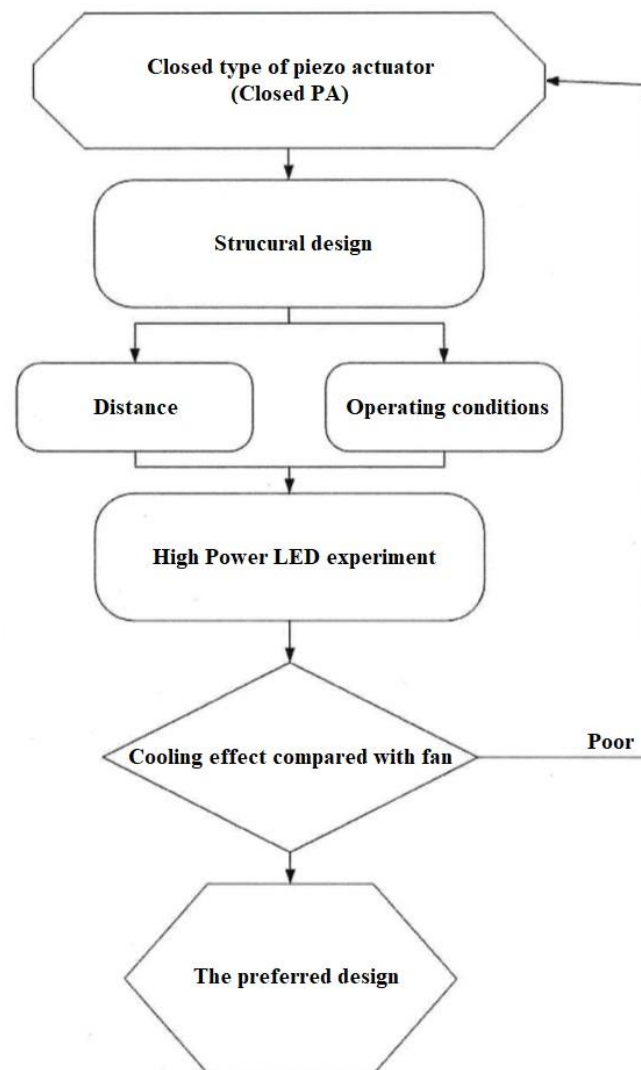 Closed type of piezo actuator
(Closed PA)
Strucural design
Distance
Operating conditions
High Power LED experiment
Cooling effect compared with fan
Poor
The preferred design